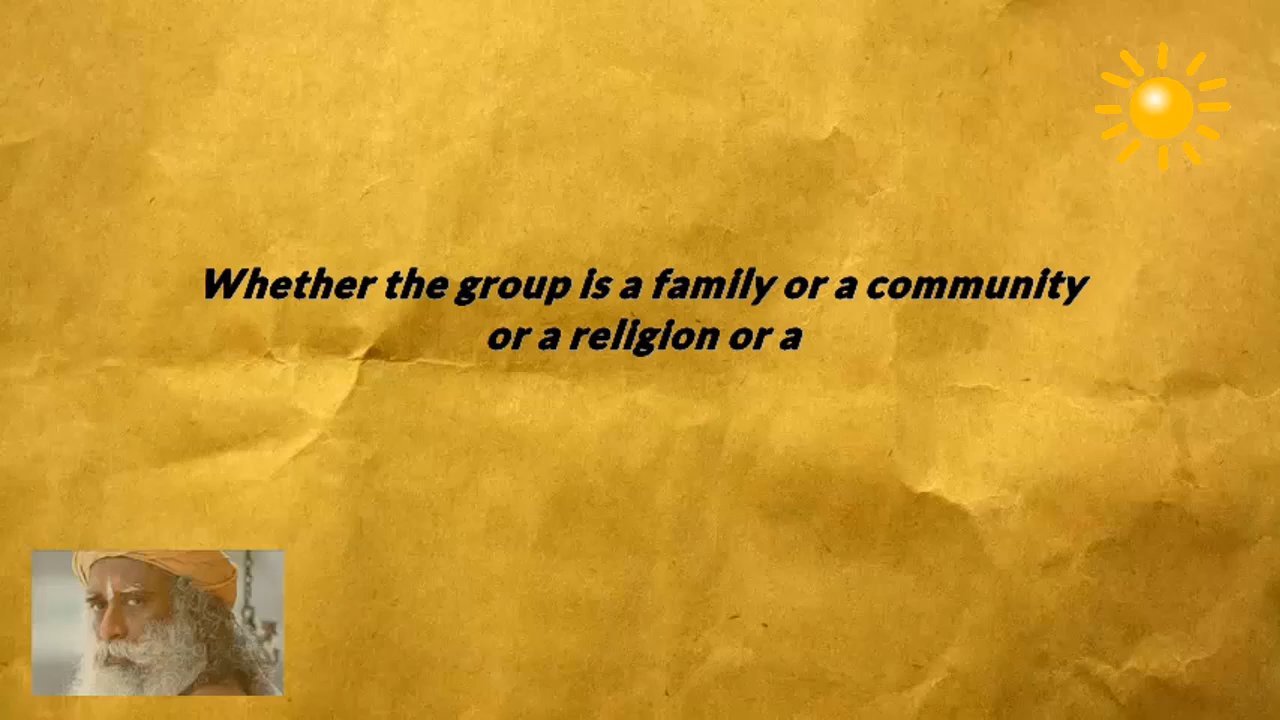 Whether the group is a family or a community
or a religion or a